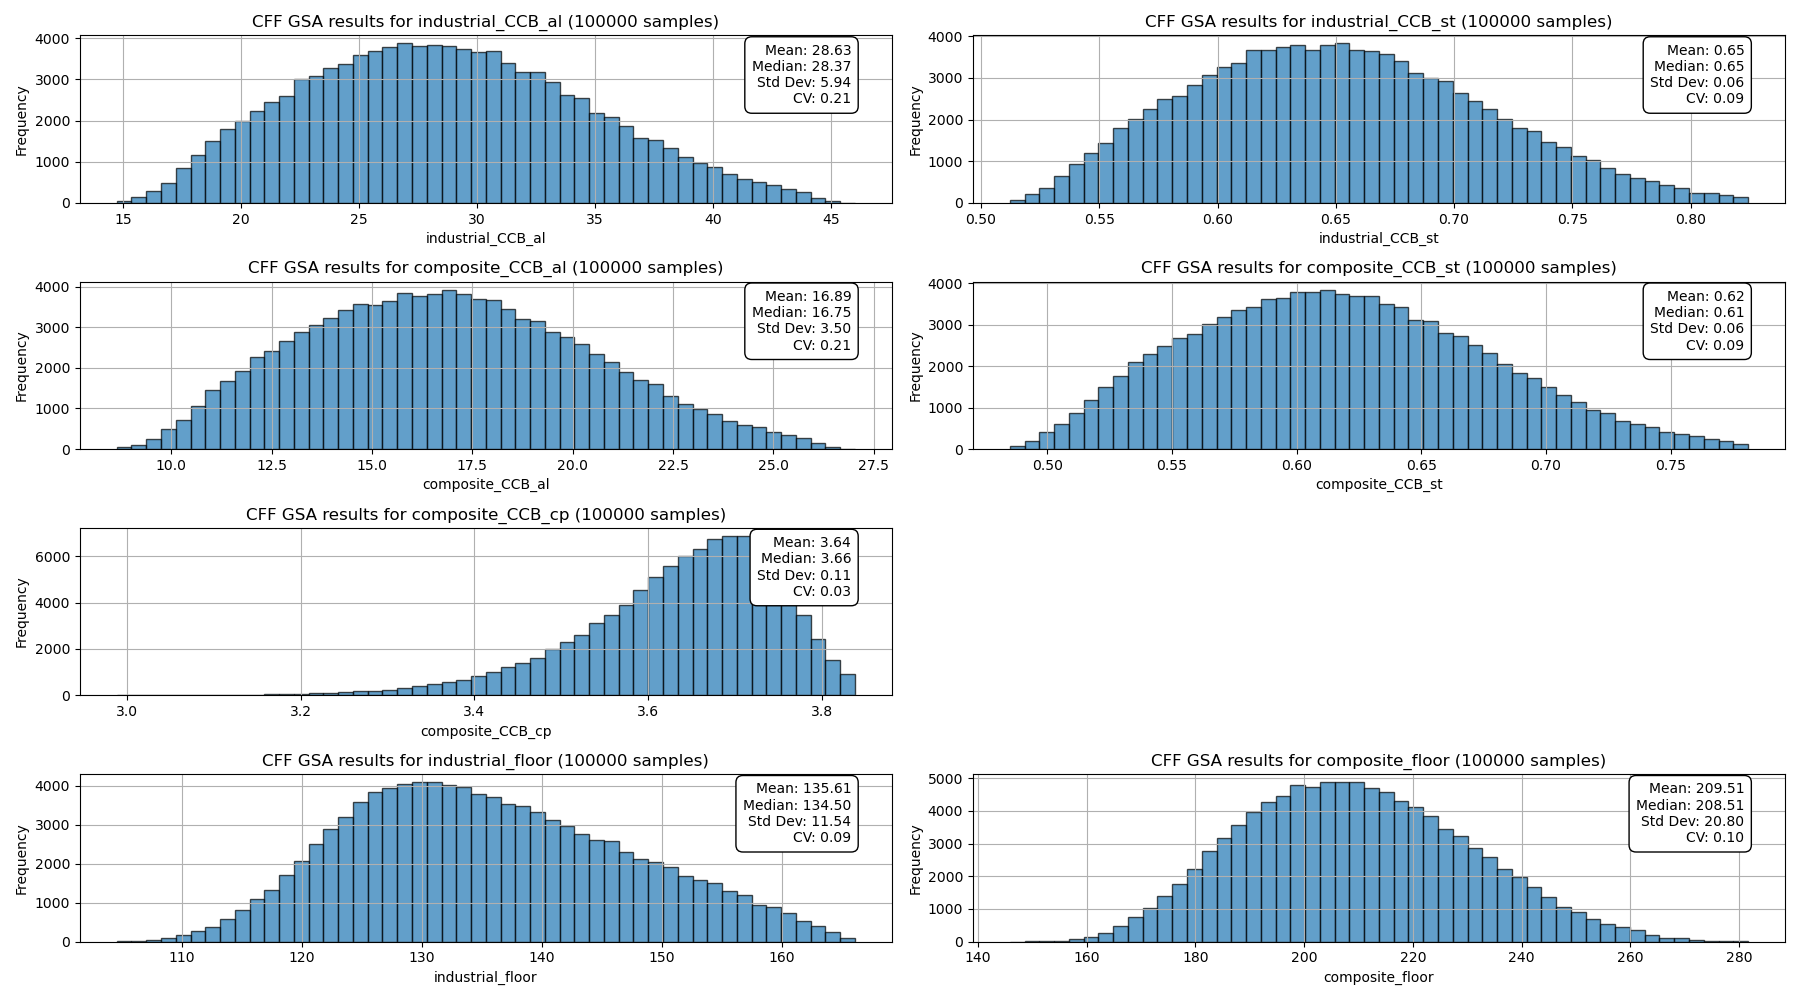 CFF GSA results for industrial_CCB_al (100000 samples)
4000
3000
2000
1000
0
Frequency
Mean: 28.63
Median: 28.37
Std Dev: 5.94
CV: 0.21
15 20 25 30 35 40 45
industrial_CCB_al
CFF GSA results for industrial_CCB_st (100000 samples)
4000
3000
2000
1000
0
Frequency
Mean: 0.65
Median: 0.65
Std Dev: 0.06
CV: 0.09
0.50 0.55 0.60 0.65 0.70 0.75 0.80
industrial_CCB_st
CFF GSA results for composite_CCB_al (100000 samples)
4000
3000
2000
1000
0
Frequency
Mean: 16.89
Median: 16.75
Std Dev: 3.50
CV: 0.21
10.0 12.5 15.0 17.5 20.0 22.5 25.0 27.5
composite_CCB_al
CFF GSA results for composite_CCB_st (100000 samples)
4000
3000
2000
1000
0
Frequency
Mean: 0.62
Median: 0.61
Std Dev: 0.06
CV: 0.09
0.50 0.55 0.60 0.65 0.70 0.75
composite_CCB_st
CFF GSA results for composite_CCB_cp (100000 samples)
6000
4000
2000
0
Frequency
Mean: 3.64
Median: 3.66
Std Dev: 0.11
CV: 0.03
3.0 3.2 3.4 3.6 3.8
composite_CCB_cp
CFF GSA results for industrial_floor (100000 samples)
4000
3000
2000
1000
0
Frequency
Mean: 135.61
Median: 134.50
Std Dev: 11.54
CV: 0.09
110 120 130 140 150 160
industrial_floor
CFF GSA results for composite_floor (100000 samples)
5000
4000
3000
2000
1000
0
Frequency
Mean: 209.51
Median: 208.51
Std Dev: 20.80
CV: 0.10
140 160 180 200 220 240 260 280
composite_floor